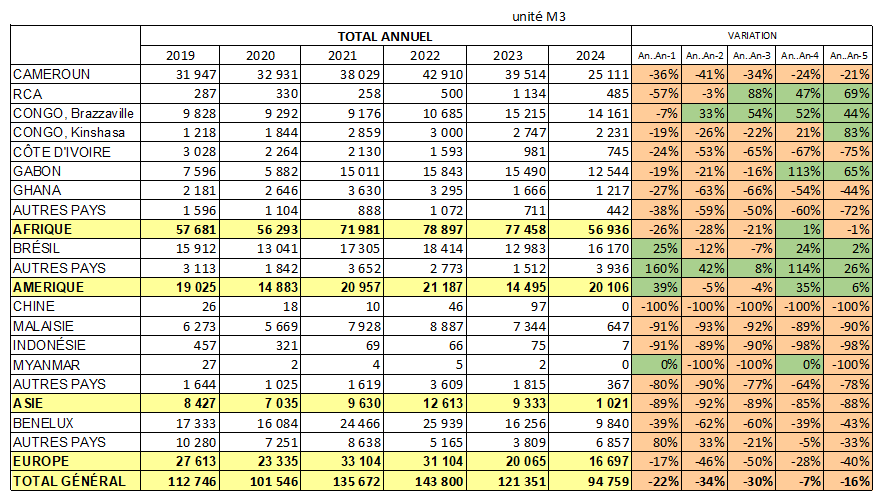 unité M3
TOTAL ANNUEL VARIATION
2019 2020 2021 2022 2023 2024 An..An-1 An..An-2 An..An-3 An..An-4 An..An-5
CAMEROUN 31 947 32 931 38 029 42 910 39 514 25 111 -36% -41% -34% -24% -21%
RCA 287 330 258 500 1 134 485 -57% -3% 88% 47% 69%
CONGO, Brazzaville 9 828 9 292 9 176 10 685 15 215 14 161 -7% 33% 54% 52% 44%
CONGO, Kinshasa 1 218 1 844 2 859 3 000 2 747 2 231 -19% -26% -22% 21% 83%
CÔTE D'IVOIRE 3 028 2 264 2 130 1 593 981 745 -24% -53% -65% -67% -75%
GABON 7 596 5 882 15 011 15 843 15 490 12 544 -19% -21% -16% 113% 65%
GHANA 2 181 2 646 3 630 3 295 1 666 1 217 -27% -63% -66% -54% -44%
AUTRES PAYS 1 596 1 104 888 1 072 711 442 -38% -59% -50% -60% -72%
AFRIQUE 57 681 56 293 71 981 78 897 77 458 56 936 -26% -28% -21% 1% -1%
BRÉSIL 15 912 13 041 17 305 18 414 12 983 16 170 25% -12% -7% 24% 2%
AUTRES PAYS 3 113 1 842 3 652 2 773 1 512 3 936 160% 42% 8% 114% 26%
AMERIQUE 19 025 14 883 20 957 21 187 14 495 20 106 39% -5% -4% 35% 6%
CHINE 26 18 10 46 97 0 -100% -100% -100% -100% -100%
MALAISIE 6 273 5 669 7 928 8 887 7 344 647 -91% -93% -92% -89% -90%
INDONÉSIE 457 321 69 66 75 7 -91% -89% -90% -98% -98%
MYANMAR 27 2 4 5 2 0 0% -100% -100% 0% -100%
AUTRES PAYS 1 644 1 025 1 619 3 609 1 815 367 -80% -90% -77% -64% -78%
ASIE 8 427 7 035 9 630 12 613 9 333 1 021 -89% -92% -89% -85% -88%
BENELUX 17 333 16 084 24 466 25 939 16 256 9 840 -39% -62% -60% -39% -43%
AUTRES PAYS 10 280 7 251 8 638 5 165 3 809 6 857 80% 33% -21% -5% -33%
EUROPE 27 613 23 335 33 104 31 104 20 065 16 697 -17% -46% -50% -28% -40%
TOTAL GÉNÉRAL 112 746 101 546 135 672 143 800 121 351 94 759 -22% -34% -30% -7% -16%